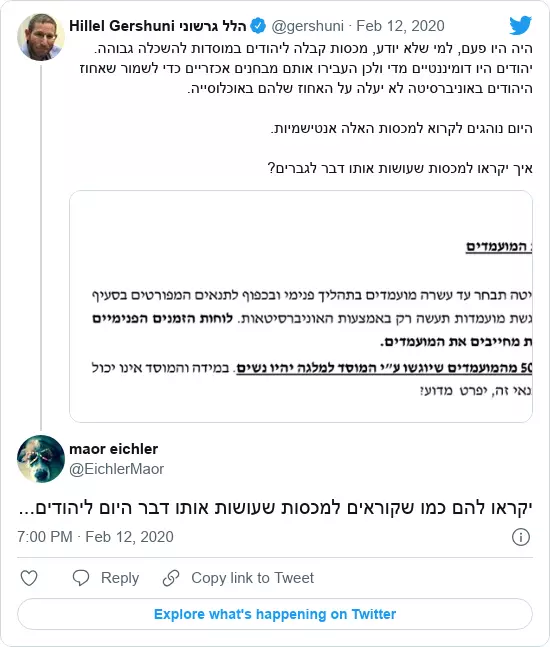 Hillel Gershuni הלל גרשוני @gershuni · Feb 12, 2020
היה היו פעם, למי שלא יודע, מכסות קבלה ליהודים במוסדות להשכלה גבוהה.
יהודים היו דומיננטיים מדי ולכן העבירו אותם מבחנים אכזריים כדי לשמור שאחוז
היהודים באוניברסיטה לא יעלה על האחוז שלהם באוכלוסייה.
היום נוהגים לקרוא למכסות האלה אנטישמיות.
איך יקראו למכסות שעושות אותו דבר לגברים?
המועמדים
יטה תבחר עד עשרה מועמדים בתהליך פנימי ובכפוף לתנאים המפורטים בסעיף
גשת מועמדות תעשה רק באמצעות האוניברסיטאות. לוחות הזמנים הפנימיים
ת מחייבים את המועמדים.
50 מהמועמדים שיוגשו ע״י המוסד למלגה יהיו נשים. במידה והמוסד אינו יכול
נאי זה, יפרט מדוע?
maor eichler
@EichlerMaor
יקראו להם כמו שקוראים למכסות שעושות אותו דבר היום ליהודים...
7:00 PM · Feb 12, 2020
Reply
Copy link to Tweet
Explore what's happening on Twitter